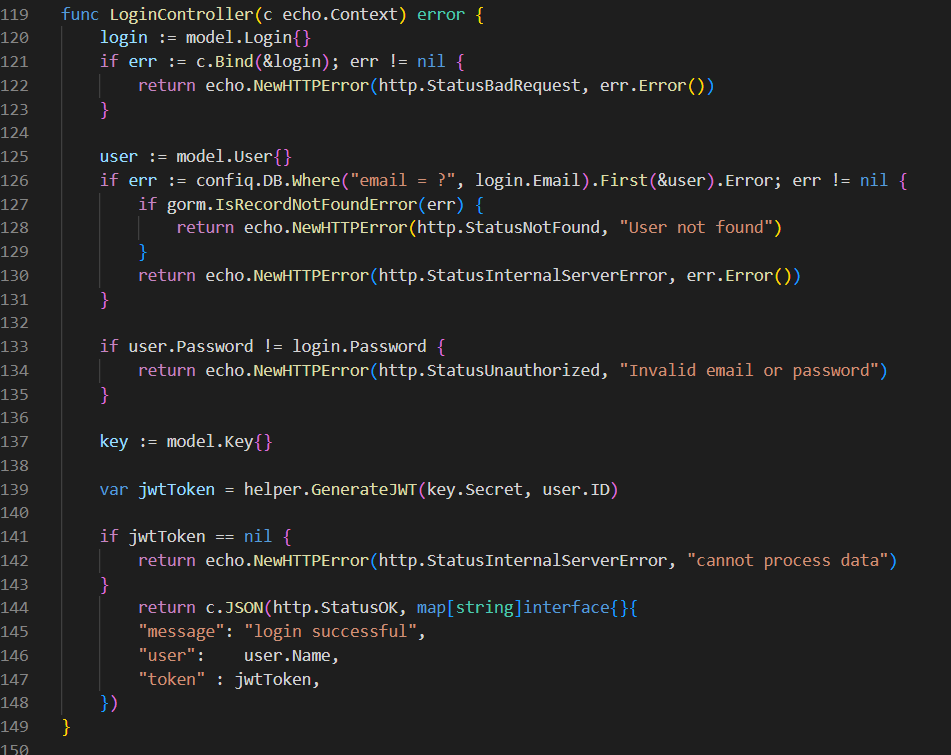 119 func LoginController(c echo.Context) error {
120     login := model.Login{}
121     if err := c.Bind(&login); err != nil {
122         return echo.NewHTTPError(http.StatusBadRequest, err.Error())
123     }
124
125     user := model.User{}
126     if err := confiq.DB.Where("email = ?", login.Email).First(&user).Error; err != nil {
127         if gorm.IsRecordNotFoundError(err) {
128             return echo.NewHTTPError(http.StatusNotFound, "User not found")
129         }
130         return echo.NewHTTPError(http.StatusInternalServerError, err.Error())
131     }
132
133     if user.Password != login.Password {
134         return echo.NewHTTPError(http.StatusUnauthorized, "Invalid email or password")
135     }
136
137     key := model.Key{}
138
139     var jwtToken = helper.GenerateJWT(key.Secret, user.ID)
140
141     if jwtToken == nil {
142         return echo.NewHTTPError(http.StatusInternalServerError, "cannot process data")
143     }
144         return c.JSON(http.StatusOK, map[string]interface{}{
145         "message": "login successful",
146         "user":    user.Name,
147         "token" : jwtToken,
148     })
149 }
150